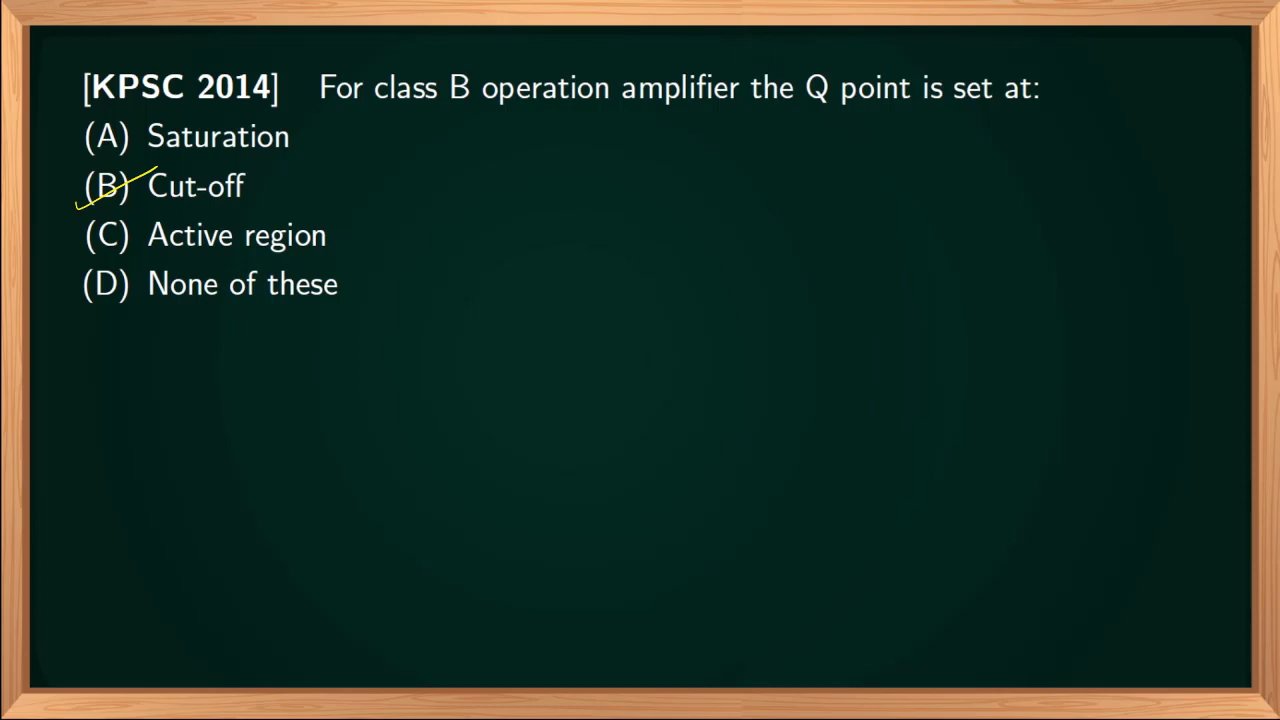 [KPSC 2014] For class B operation amplifier the Q point is set at:
(A) Saturation
(B) Cut-off
(C) Active region
(D) None of these